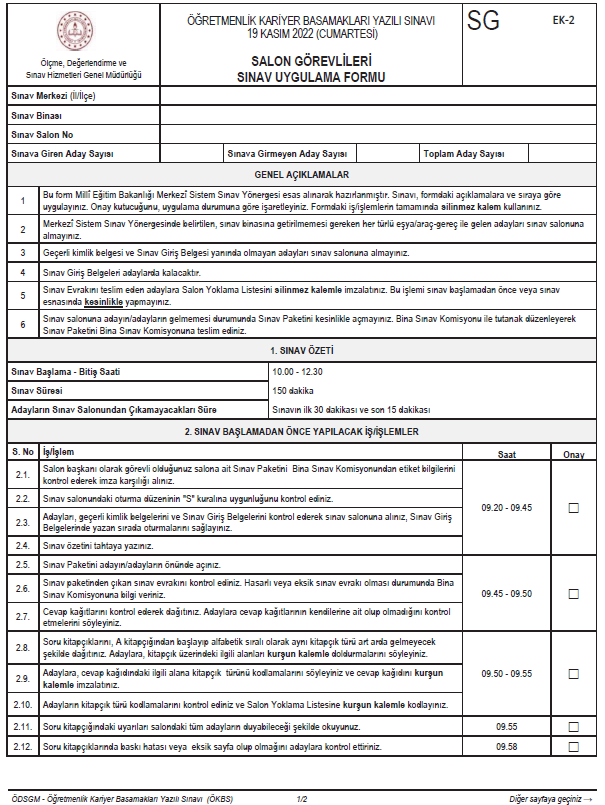 ÖĞRETMENLİK KARİYER BASAMAKLARI YAZILI SINAVI
19 KASIM 2022 (CUMARTESİ)
SALON GÖREVLİLERİ
SINAV UYGULAMA FORMU
SG
EK-2
Ölçme, Değerlendirme ve
Sınav Hizmetleri Genel Müdürlüğü
Sınav Merkezi (İl/İlçe)
Sınav Binası
Sınav Salon No
Sınava Giren Aday Sayısı
Sınava Girmeyen Aday Sayısı
Toplam Aday Sayısı
GENEL AÇIKLAMALAR
1 Bu form Millî Eğitim Bakanlığı Merkezî Sistem Sınav Yönergesi esas alınarak hazırlanmıştır. Sınavı, formdaki açıklamalara ve sıraya göre
uygulayınız. Onay kutucuğunu, uygulama durumuna göre işaretleyiniz. Formdaki iş/işlemlerin tamamında silinmez kalem kullanınız.
2 Merkezî Sistem Sınav Yönergesinde belirtilen, sınav binasına getirilmemesi gereken her türlü eşya/araç-gereç ile gelen adayları sınav salonuna
almayınız.
3 Geçerli kimlik belgesi ve Sınav Giriş Belgesi yanında olmayan adayları sınav salonuna almayınız.
4 Sınav Giriş Belgeleri adaylarda kalacaktır.
5 Sınav Evrakını teslim eden adaylara Salon Yoklama Listesini silinmez kalemle imzalatınız. Bu işlemi sınav başlamadan önce veya sınav
esnasında kesinlikle yapmayınız.
6 Sınav salonuna adayın/adayların gelmemesi durumunda Sınav Paketini kesinlikle açmayınız. Bina Sınav Komisyonu ile tutanak düzenleyerek
Sınav Paketini Bina Sınav Komisyonuna teslim ediniz.
1. SINAV ÖZETİ
Sınav Başlama - Bitiş Saati 10.00 - 12.30
Sınav Süresi 150 dakika
Adayların Sınav Salonundan Çıkamayacakları Süre Sınavın ilk 30 dakikası ve son 15 dakikası
2. SINAV BAŞLAMADAN ÖNCE YAPILACAK İŞ/İŞLEMLER
S. No İş/İşlem Saat Onay
2.1. Salon başkanı olarak görevli olduğunuz salona ait Sınav Paketini Bina Sınav Komisyonundan etiket bilgilerini
kontrol ederek imza karşılığı alınız.
2.2. Sınav salonundaki oturma düzeninin "S" kuralına uygunluğunu kontrol ediniz.
09.20 - 09.45
2.3. Adayları, geçerli kimlik belgelerini ve Sınav Giriş Belgelerini kontrol ederek sınav salonuna alınız, Sınav Giriş
Belgelerinde yazan sırada oturmalarını sağlayınız.
2.4. Sınav özetini tahtaya yazınız.
2.5. Sınav Paketini adayın/adayların önünde açınız.
2.6. Sınav paketinden çıkan sınav evrakını kontrol ediniz. Hasarlı veya eksik sınav evrakı olması durumunda Bina
Sınav Komisyonuna bilgi veriniz.
09.45 - 09.50
2.7. Cevap kağıtlarını kontrol ederek dağıtınız. Adaylara cevap kağıtlarının kendilerine ait olup olmadığını kontrol
etmelerini söyleyiniz.
2.8. Soru kitapçıklarını, A kitapçığından başlayıp alfabetik sıralı olarak aynı kitapçık türü art arda gelmeyecek
şekilde dağıtınız. Adaylara, kitapçık üzerindeki ilgili alanları kurşun kalemle doldurmalarını söyleyiniz.
2.9. Adaylara, cevap kağıdındaki ilgili alana kitapçık türünü kodlamalarını söyleyiniz ve cevap kağıdını kurşun
kalemle imzalatınız.
09.50 - 09.55
2.10. Adayların kitapçık türü kodlamalarını kontrol ediniz ve Salon Yoklama Listesine kurşun kalemle kodlayınız.
2.11. Soru kitapçığındaki uyarıları salondaki tüm adayların duyabileceği şekilde okuyunuz. 09.55
2.12. Soru kitapçıklarında baskı hatası veya eksik sayfa olup olmağını adaylara kontrol ettiriniz. 09.58
ÖDSGM - Öğretmenlik Kariyer Basamakları Yazılı Sınavı (ÖKBS) 1/2 Diğer sayfaya geçiniz →